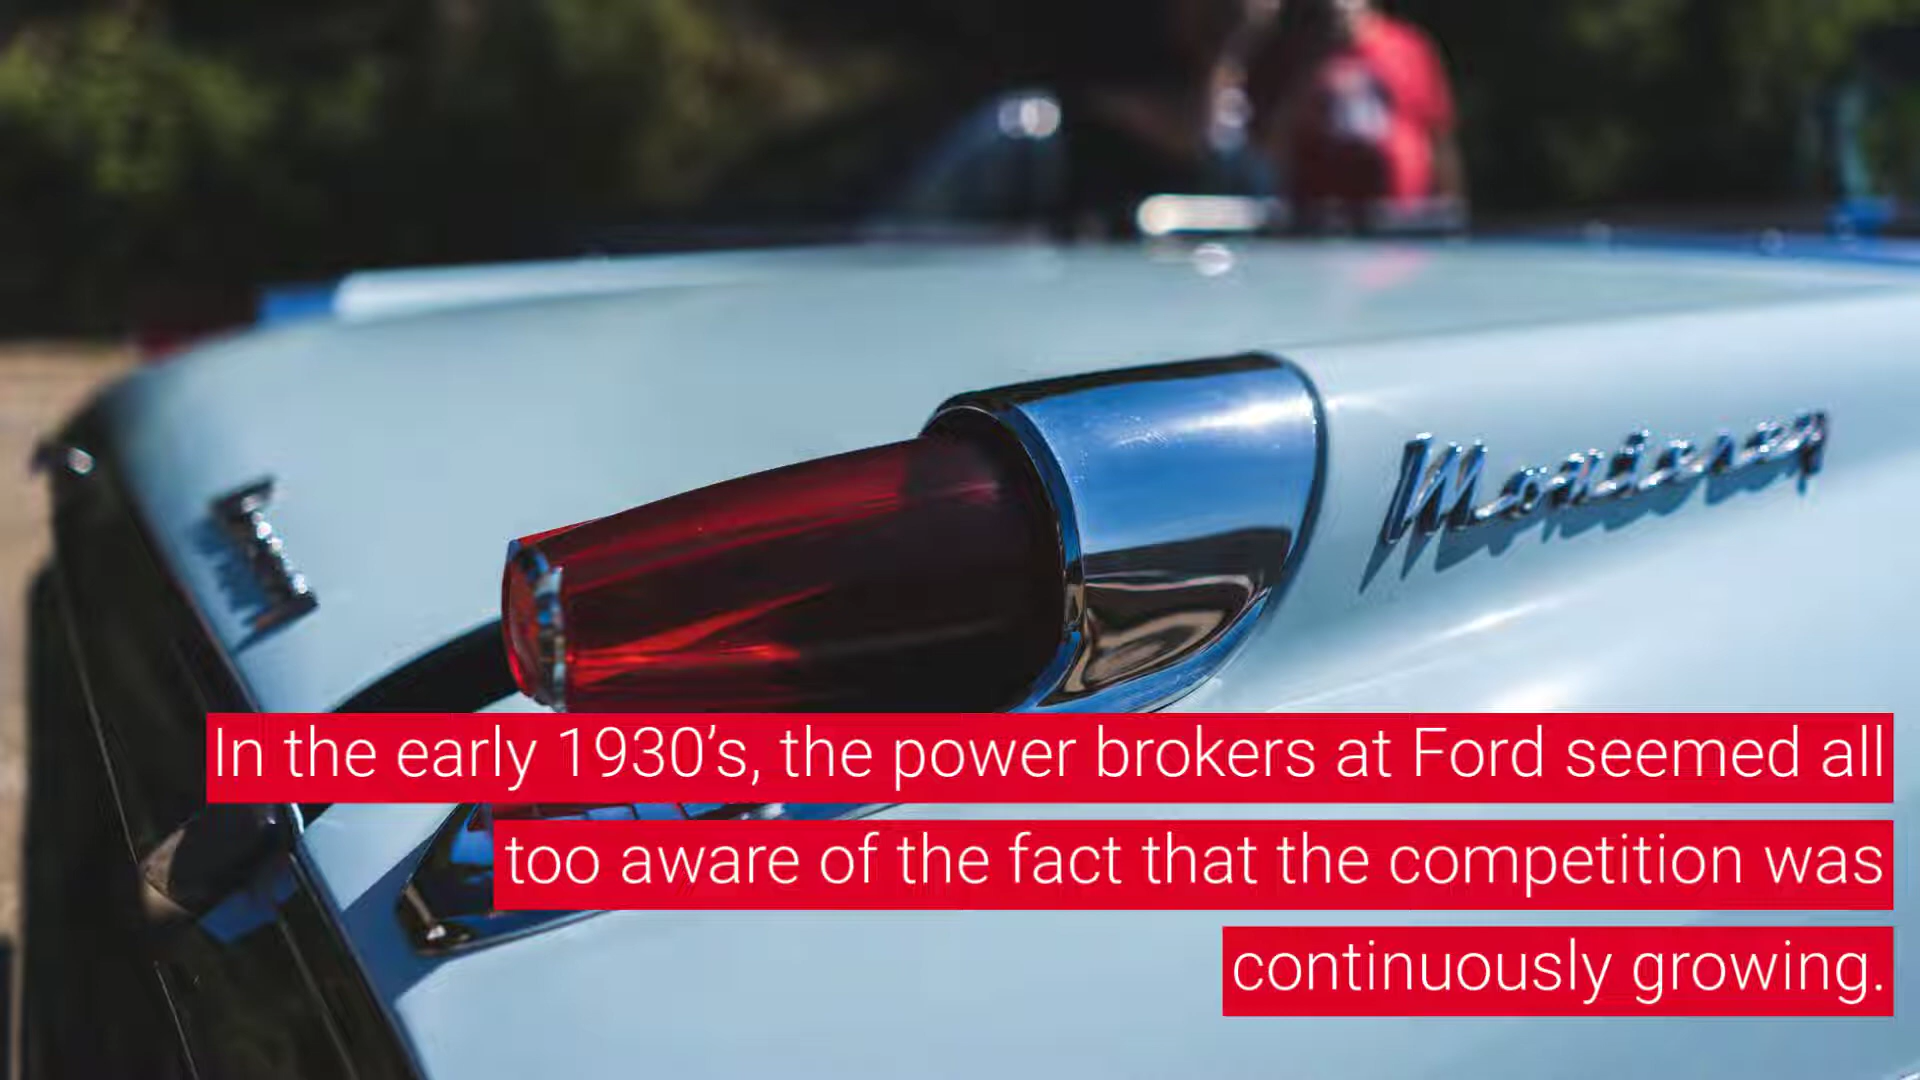 Monterey
In the early 1930’s, the power brokers at Ford seemed all
too aware of the fact that the competition was
continuously growing.